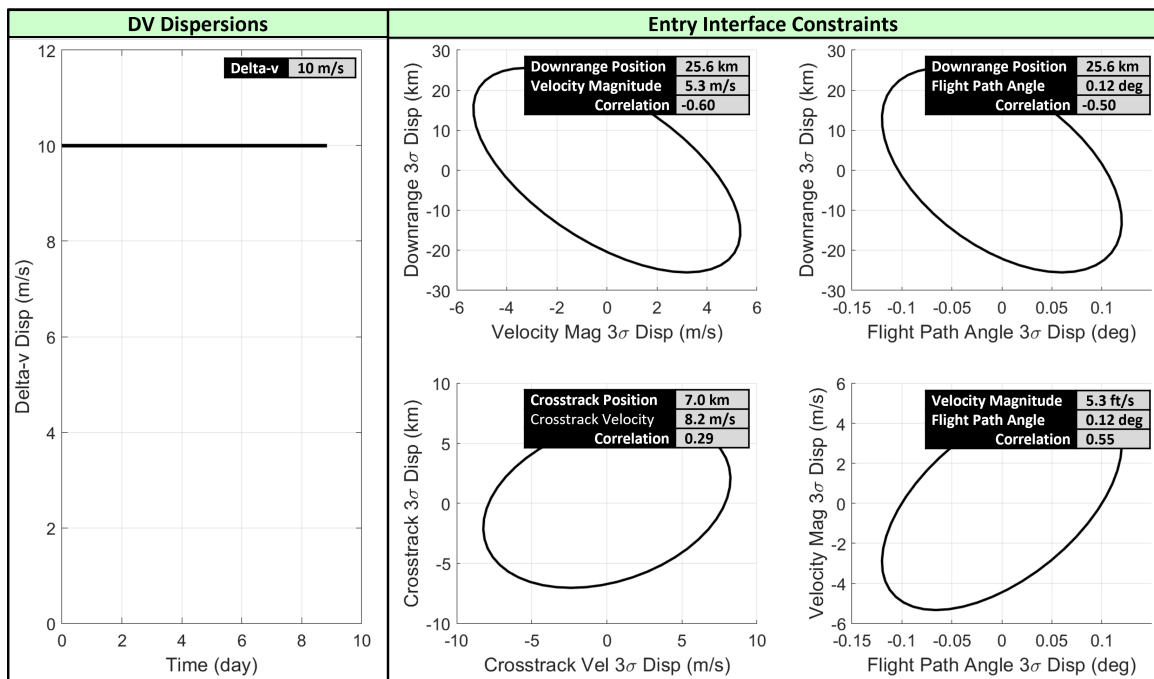 DV Dispersions
Entry Interface Constraints
12
10
8
6
4
2
0
Delta-v Disp (m/s)
0 2 4 6 8 10
Time (day)
Delta-v 10 m/s
30
20
10
0
-10
-20
-30
Downrange 3σ Disp (km)
-6 -4 -2 0 2 4 6
Velocity Mag 3σ Disp (m/s)
Downrange Position 25.6 km
Velocity Magnitude 5.3 m/s
Correlation -0.60
30
20
10
0
-10
-20
-30
Downrange 3σ Disp (km)
-0.15 -0.1 -0.05 0 0.05 0.1
Flight Path Angle 3σ Disp (deg)
Downrange Position 25.6 km
Flight Path Angle 0.12 deg
Correlation -0.50
10
5
0
-5
-10
Crosstrack 3σ Disp (km)
-10 -5 0 5 10
Crosstrack Vel 3σ Disp (m/s)
Crosstrack Position 7.0 km
Crosstrack Velocity 8.2 m/s
Correlation 0.29
6
4
2
0
-2
-4
-6
Velocity Mag 3σ Disp (m/s)
-0.15 -0.1 -0.05 0 0.05 0.1
Flight Path Angle 3σ Disp (deg)
Velocity Magnitude 5.3 ft/s
Flight Path Angle 0.12 deg
Correlation 0.55